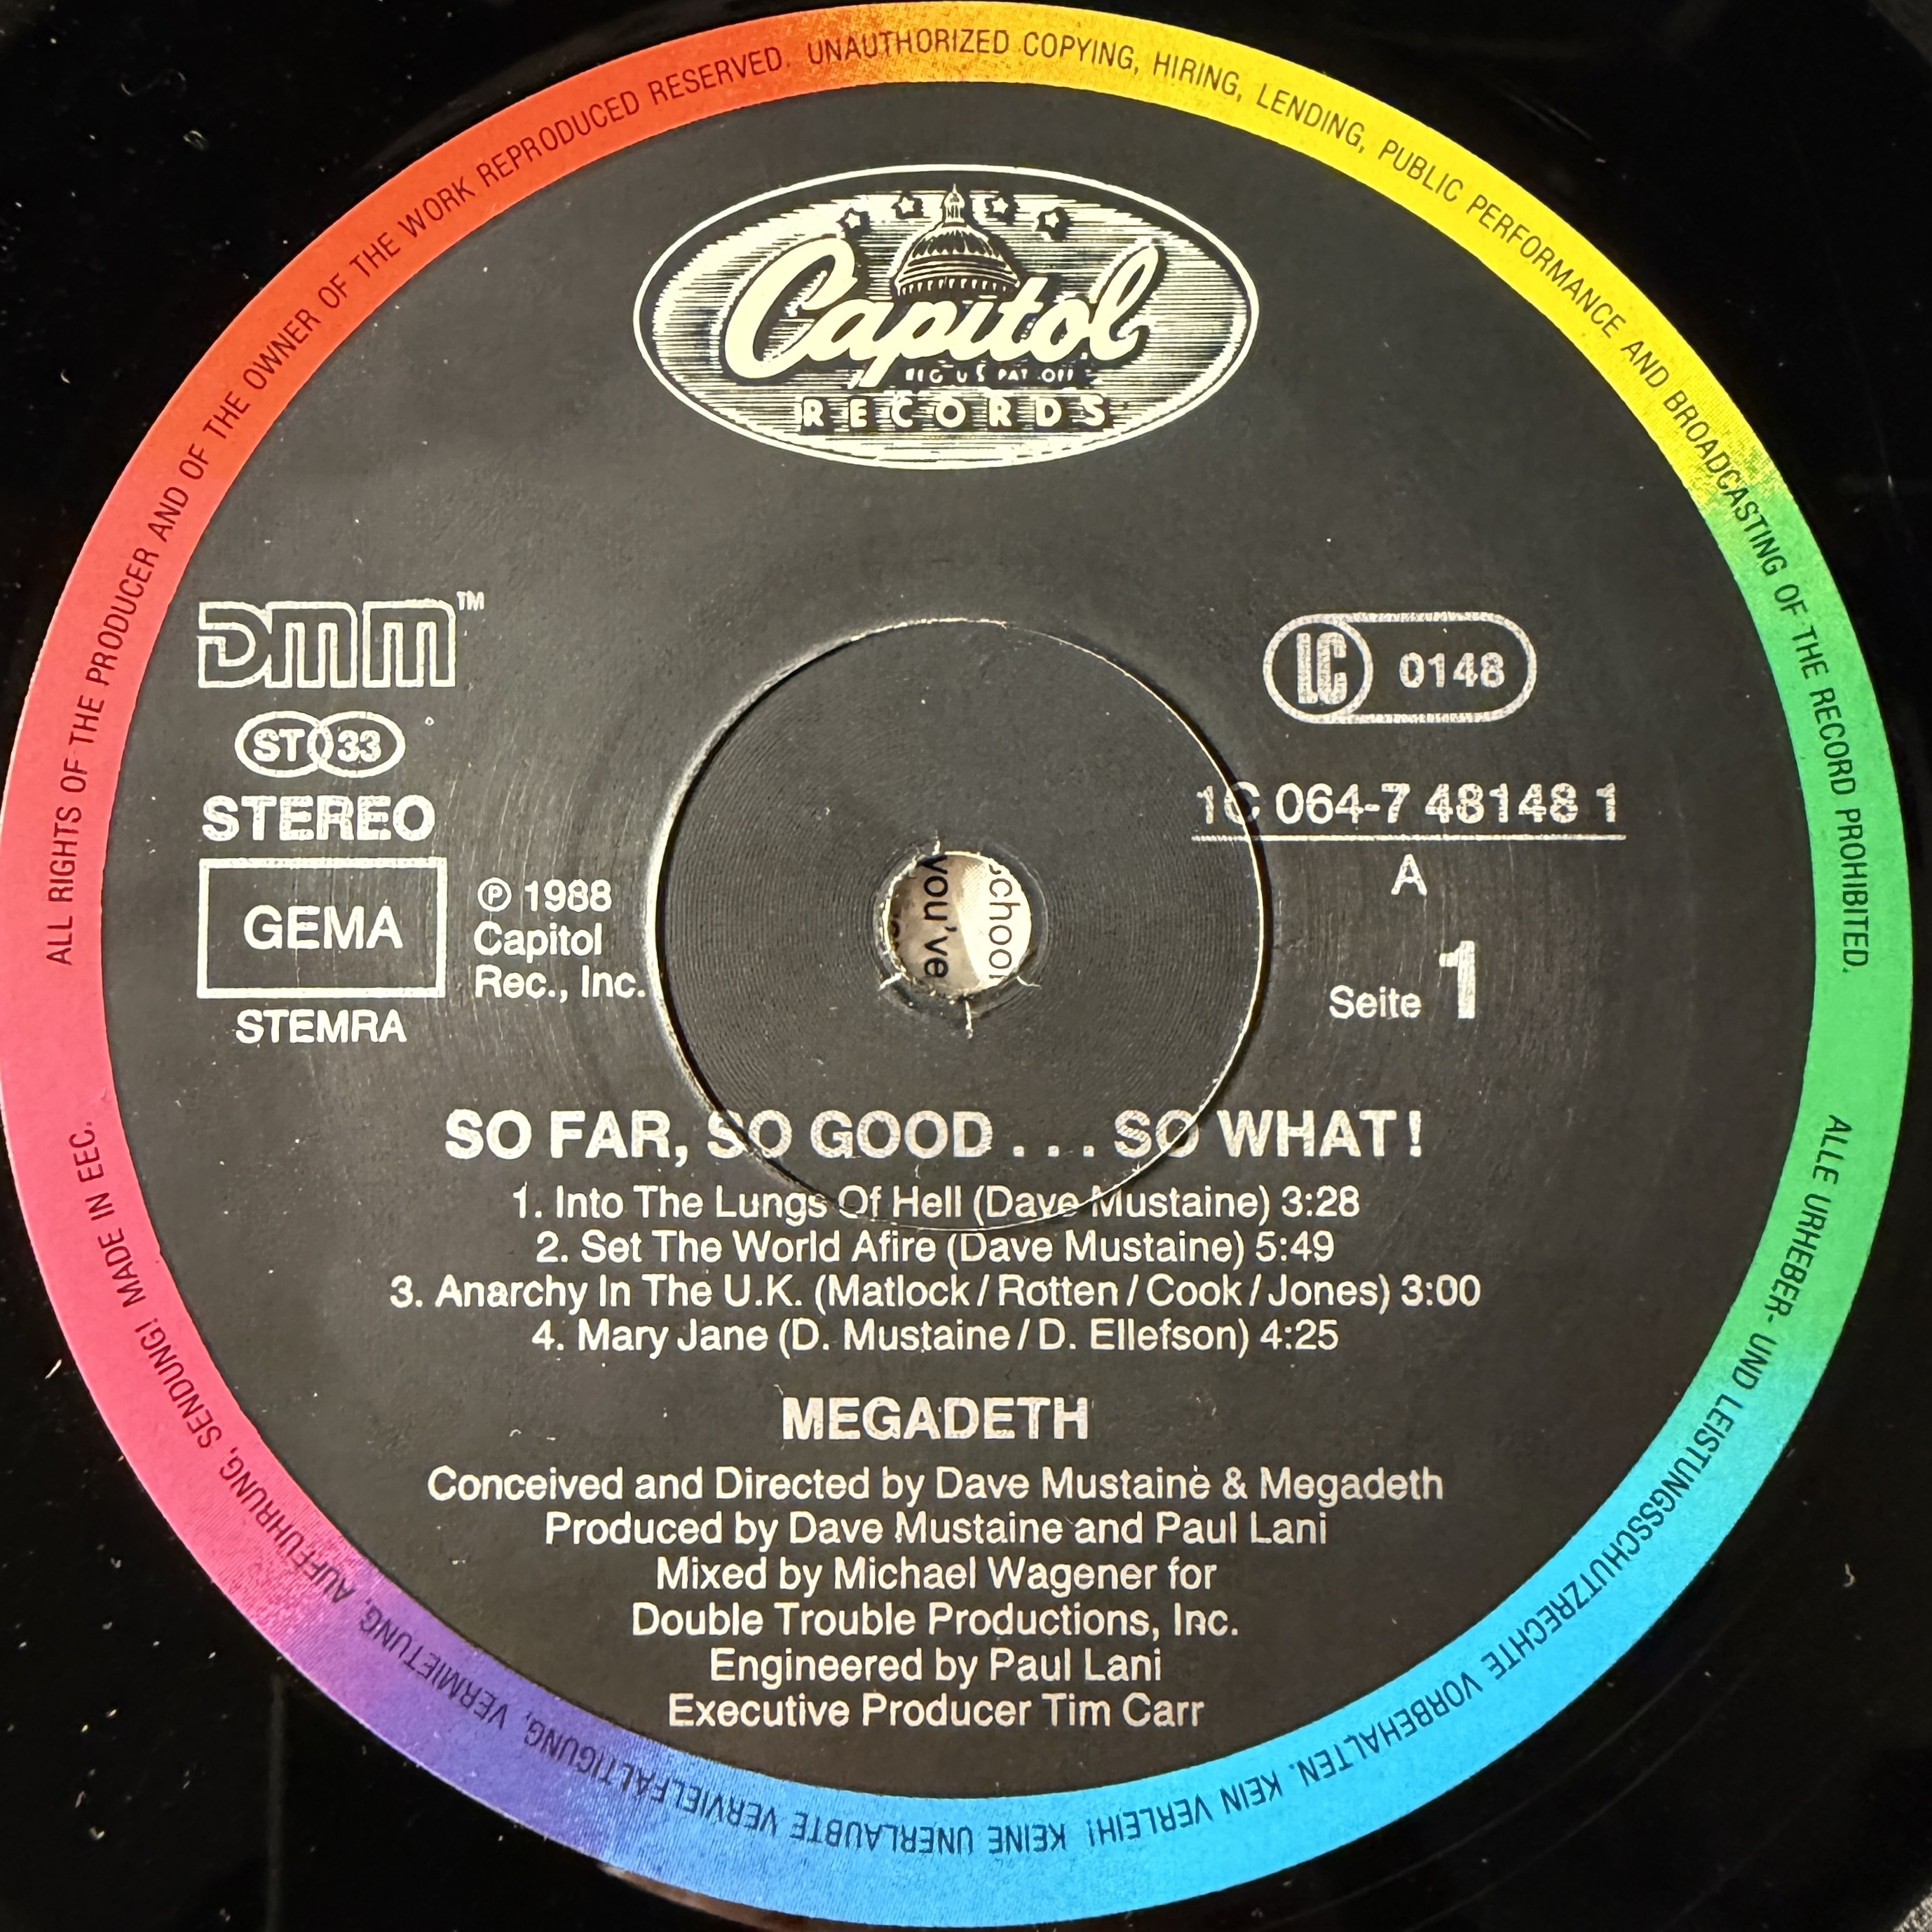 ALL RIGHTS OF THE PRODUCER AND OF THE OWNER OF THE WORK REPRODUCED RESERVED. UNAUTHORIZED COPYING, HIRING, LENDING, PUBLIC PERFORMANCE AND BROADCASTING OF THE RECORD PROHIBITED.
Capitol
REG U S PAT OFF
RECORDS
DMM™
ST 33
STEREO
GEMA
STEMRA
℗ 1988
Capitol
Rec., Inc.
LC 0148
1C 064-7 48148 1
A
Seite 1
you've
SO FAR, SO GOOD . . . SO WHAT!
1. Into The Lungs Of Hell (Dave Mustaine) 3:28
2. Set The World Afire (Dave Mustaine) 5:49
3. Anarchy In The U.K. (Matlock / Rotten / Cook / Jones) 3:00
4. Mary Jane (D. Mustaine / D. Ellefson) 4:25
MEGADETH
Conceived and Directed by Dave Mustaine & Megadeth
Produced by Dave Mustaine and Paul Lani
Mixed by Michael Wagener for
Double Trouble Productions, Inc.
Engineered by Paul Lani
Executive Producer Tim Carr
ALLE URHEBER- UND LEISTUNGSSCHUTZRECHTE VORBEHALTEN. KEIN VERLEIH! KEINE UNERLAUBTE VERVIELFÄLTIGUNG, VERMIETUNG, AUFFÜHRUNG, SENDUNG! MADE IN EEC.